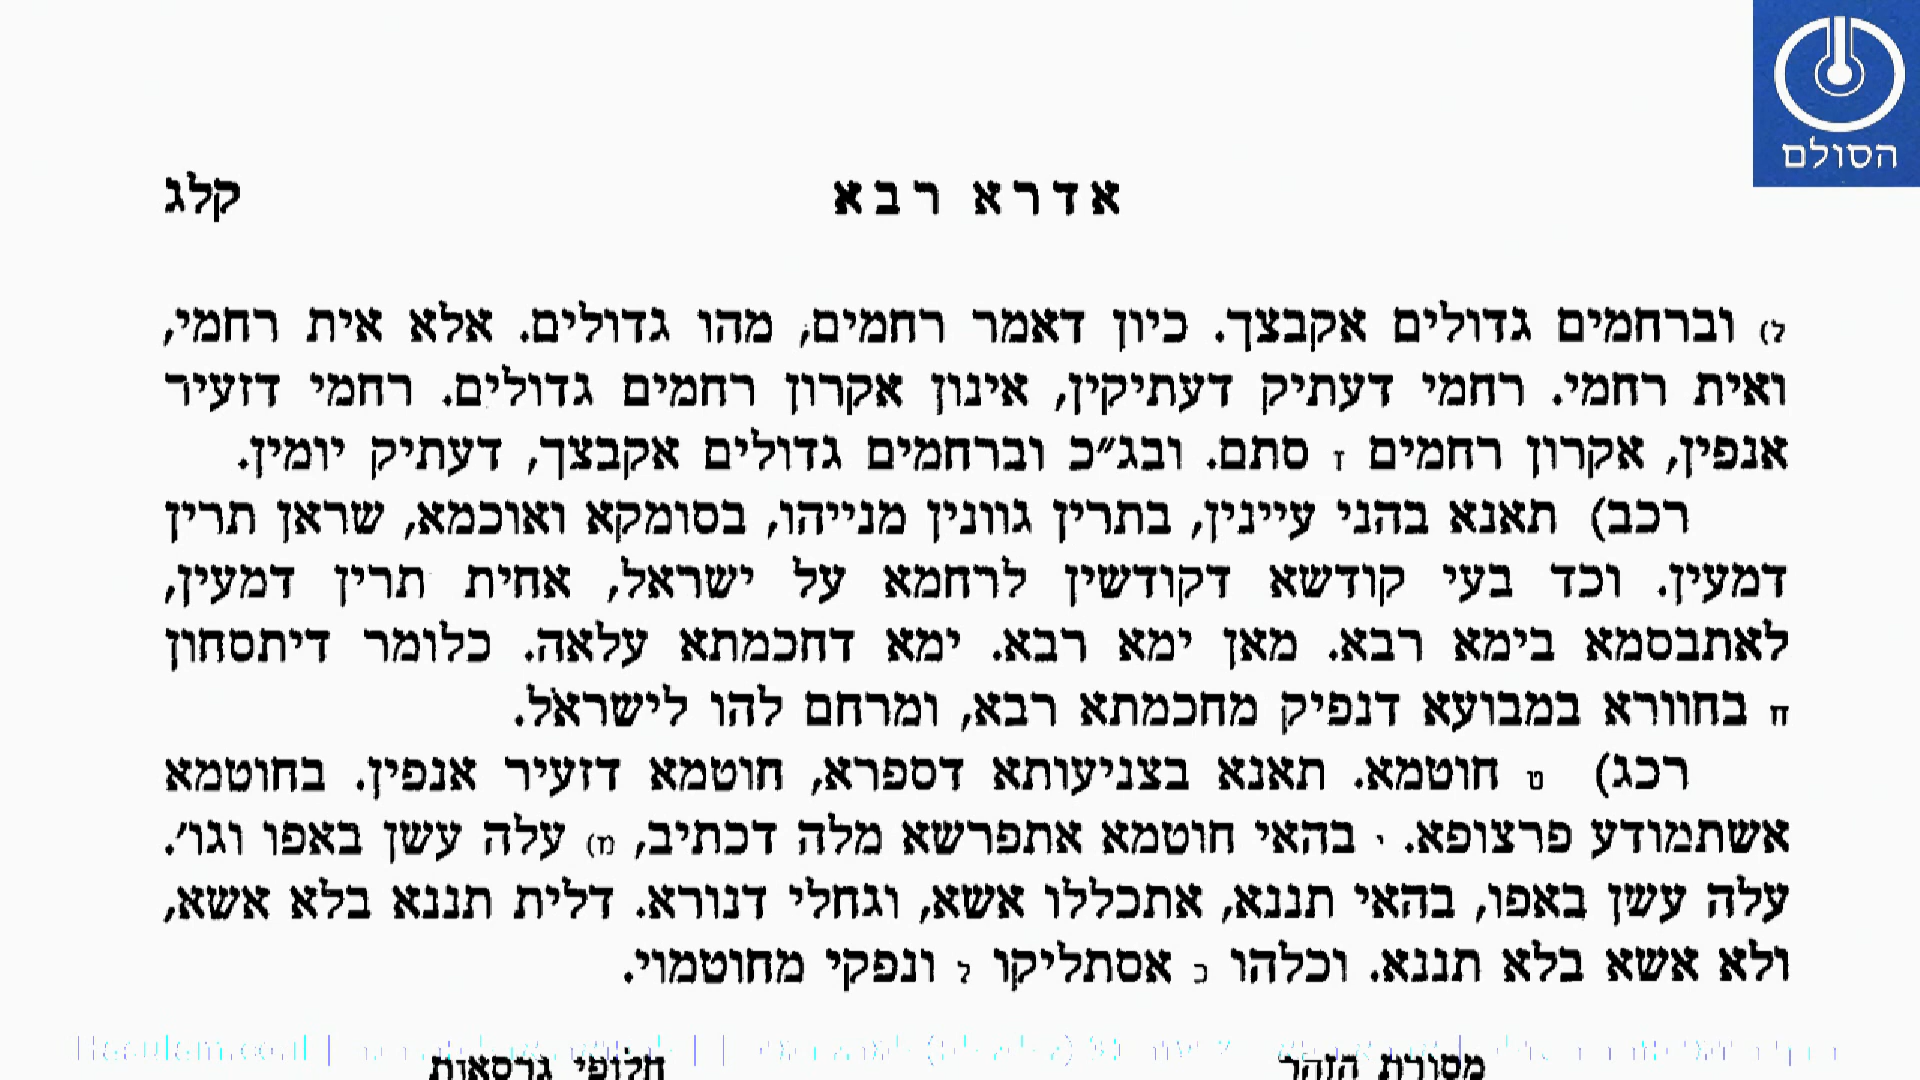 הסולם
אדרא רבא קלג
ל) וברחמים גדולים אקבצך. כיון דאמר רחמים, מהו גדולים. אלא אית רחמי,
ואית רחמי. רחמי דעתיק דעתיקין, אינון אקרון רחמים גדולים. רחמי דזעיר
אנפין, אקרון רחמים ז סתם. ובג״כ וברחמים גדולים אקבצך, דעתיק יומין.
רכב) תאנא בהני עיינין, בתרין גוונין מנייהו, בסומקא ואוכמא, שראן תרין
דמעין. וכד בעי קודשא דקודשין לרחמא על ישראל, אחית תרין דמעין,
לאתבסמא בימא רבא. מאן ימא רבא. ימא דחכמתא עלאה. כלומר דיתסחון
ח בחוורא במבועא דנפיק מחכמתא רבא, ומרחם להו לישראל.
רכג) ט חוטמא. תאנא בצניעותא דספרא, חוטמא דזעיר אנפין. בחוטמא
אשתמודע פרצופא. י בהאי חוטמא אתפרשא מלה דכתיב, מ) עלה עשן באפו וגו׳.
עלה עשן באפו, בהאי תננא, אתכללו אשא, וגחלי דנורא. דלית תננא בלא אשא,
ולא אשא בלא תננא. וכלהו כ אסתליקו ל ונפקי מחוטמוי.
מסורת הזהר חלופי גרסאות